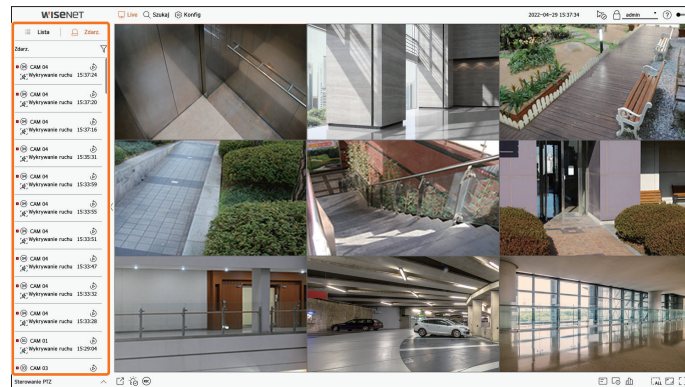 WISENET
Live Szukaj Konfig
2022-04-29 15:37:34 admin
Lista Zdarz.
Zdarz.
CAM 04
Wykrywanie ruchu 15:37:24
CAM 04
Wykrywanie ruchu 15:37:20
CAM 04
Wykrywanie ruchu 15:37:16
CAM 04
Wykrywanie ruchu 15:35:31
CAM 04
Wykrywanie ruchu 15:33:59
CAM 04
Wykrywanie ruchu 15:33:55
CAM 04
Wykrywanie ruchu 15:33:51
CAM 04
Wykrywanie ruchu 15:33:47
CAM 04
Wykrywanie ruchu 15:33:32
CAM 04
Wykrywanie ruchu 15:33:28
CAM 01
Wykrywanie ruchu 15:29:04
CAM 03
Sterowanie PTZ
ALL